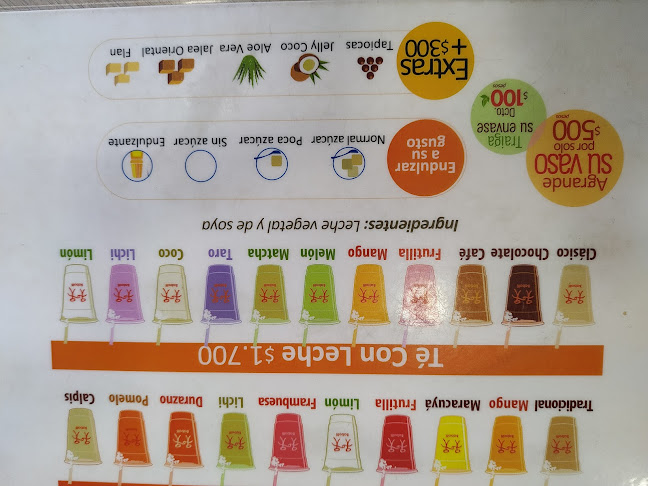 Tradicional Mango Maracuyá Frutilla Limón Frambuesa Lichi Durazno Pomelo Calpis
Té Con Leche $1.700
Clásico Chocolate Café Frutilla Mango Melón Matcha Taro Coco Lichi Limón
Ingredientes: Leche vegetal y de soya
Agrande
su vaso
por solo
$500
pesos
Traiga
su envase
Dcto.
$100
pesos
Endulzar
a su
gusto
Normal azúcar
Poca azúcar
Sin azúcar
Endulzante
Extras
+ $300
Tapiocas
Jelly Coco
Aloe Vera
Jalea Oriental
Flan